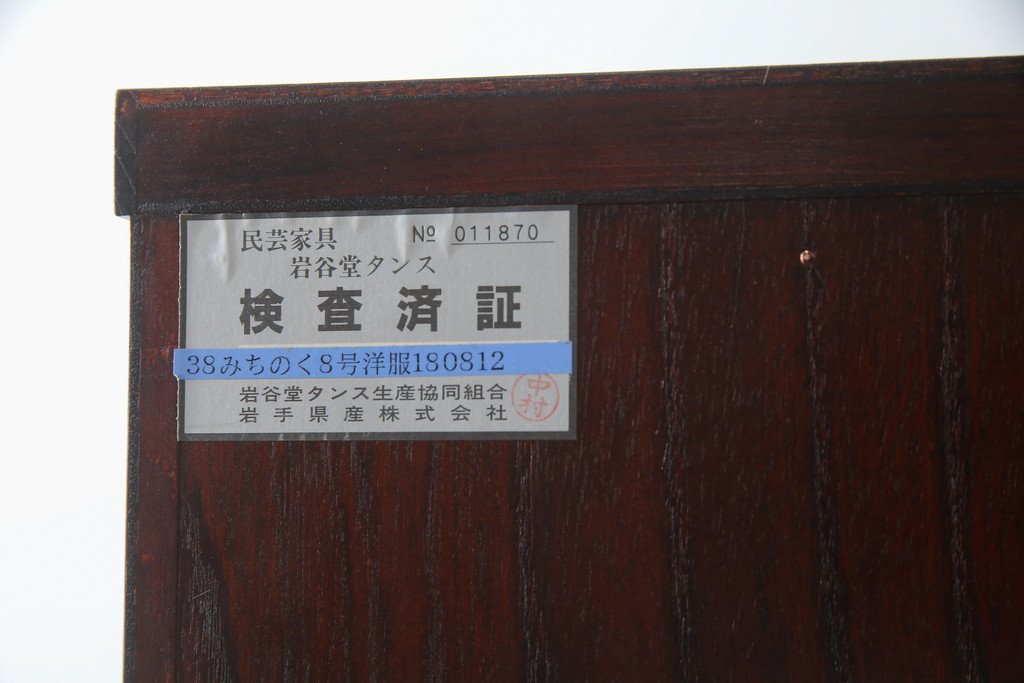 民芸家具 № 011870
岩谷堂タンス
検査済証
38みちのく8号洋服180812
岩谷堂タンス生産協同組合
岩手県産株式会社
中村